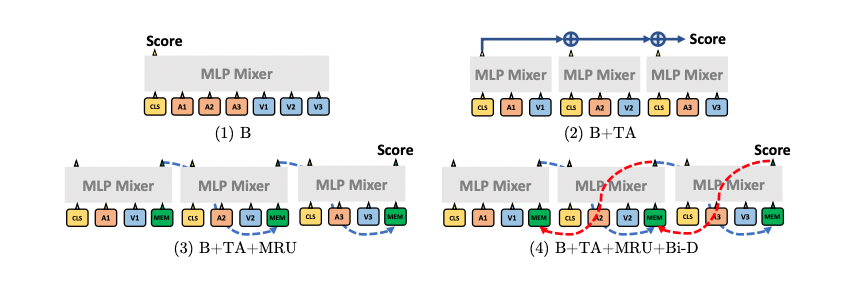 Score
MLP Mixer
CLS A1 A2 A3 V1 V2 V3
(1) B
Score
MLP Mixer MLP Mixer MLP Mixer
CLS A1 V1 CLS A2 V2 CLS A3 V3
(2) B+TA
Score
MLP Mixer MLP Mixer MLP Mixer
CLS A1 V1 MEM CLS A2 V2 MEM CLS A3 V3 MEM
(3) B+TA+MRU
Score
MLP Mixer MLP Mixer MLP Mixer
CLS A1 V1 MEM CLS A2 V2 MEM CLS A3 V3 MEM
(4) B+TA+MRU+Bi-D